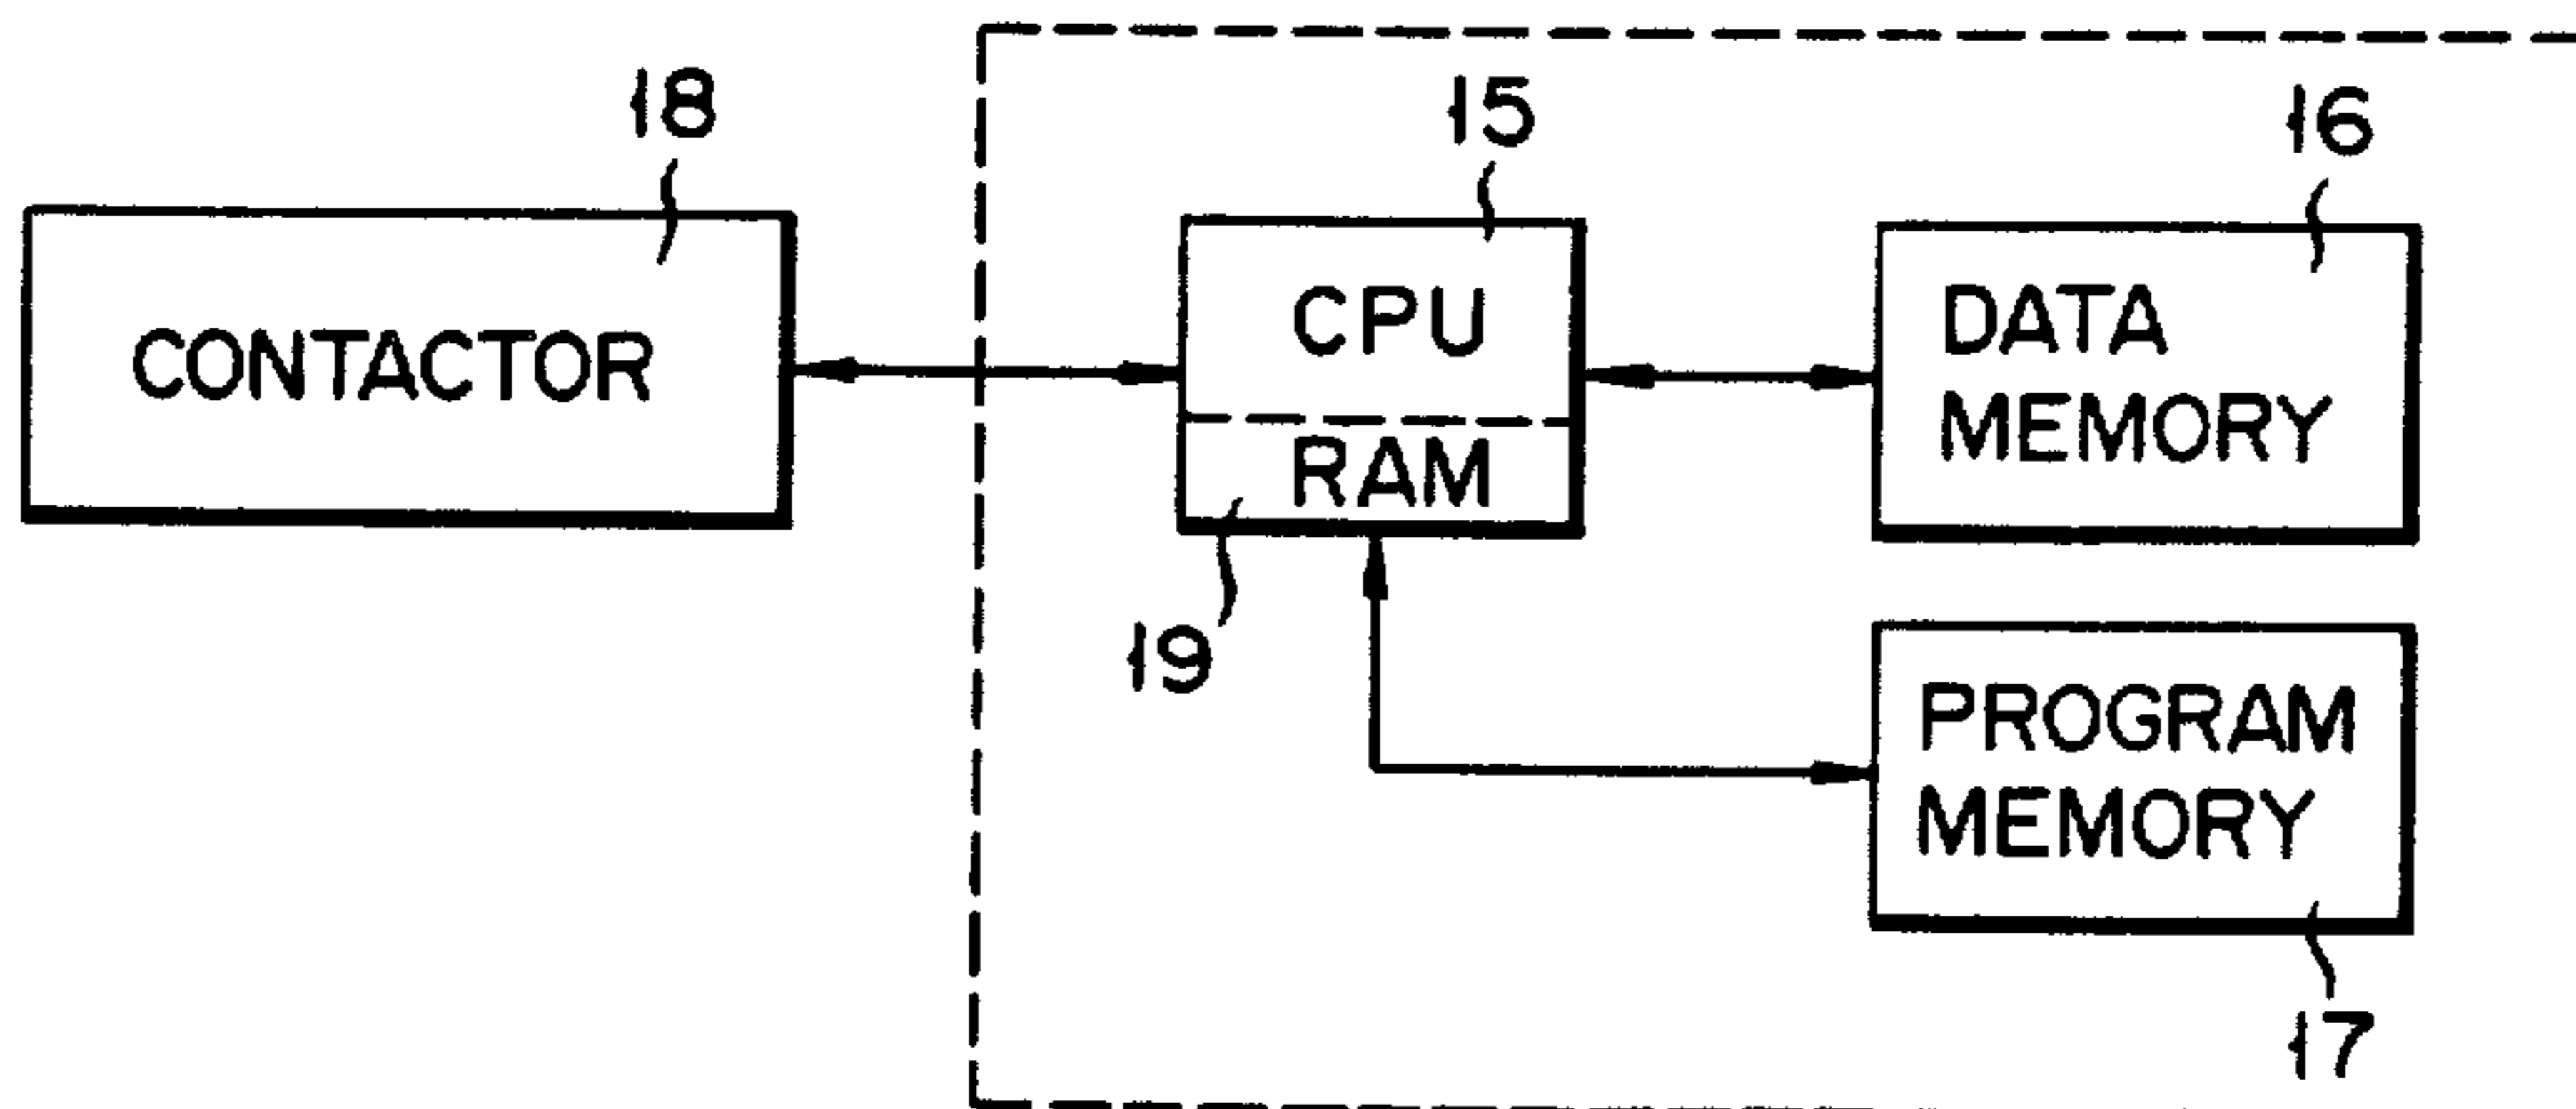 18
15
16
CONTACTOR
CPU
RAM
19
DATA
MEMORY
PROGRAM
MEMORY
17